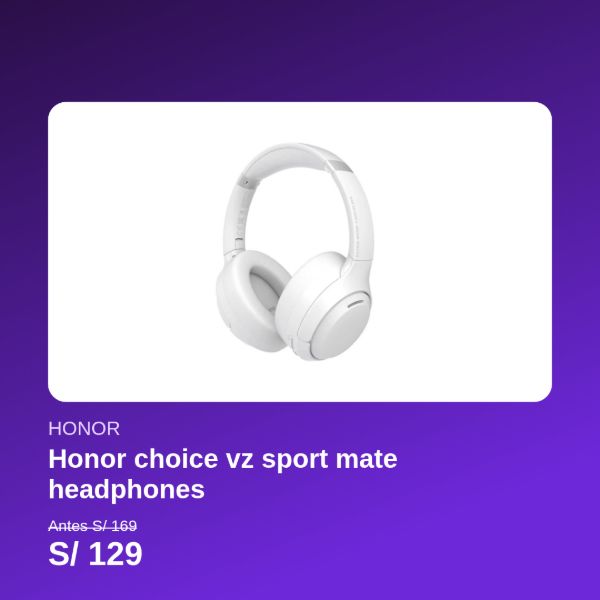 HONOR
Honor choice vz sport mate
headphones
Antes S/ 169
S/ 129